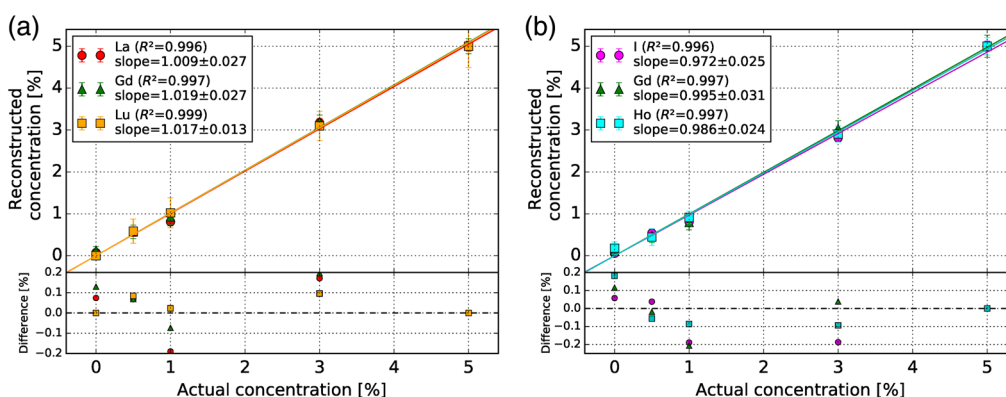 (a)
La (R²=0.996)
slope=1.009±0.027
Gd (R²=0.997)
slope=1.019±0.027
Lu (R²=0.999)
slope=1.017±0.013
Reconstructed
concentration [%]
5
4
3
2
1
0
Difference [%]
0.2
0.1
0.0
−0.1
−0.2
0 1 2 3 4 5
Actual concentration [%]
(b)
I (R²=0.996)
slope=0.972±0.025
Gd (R²=0.997)
slope=0.995±0.031
Ho (R²=0.997)
slope=0.986±0.024
Reconstructed
concentration [%]
5
4
3
2
1
0
Difference [%]
0.2
0.1
0.0
−0.1
−0.2
0 1 2 3 4 5
Actual concentration [%]